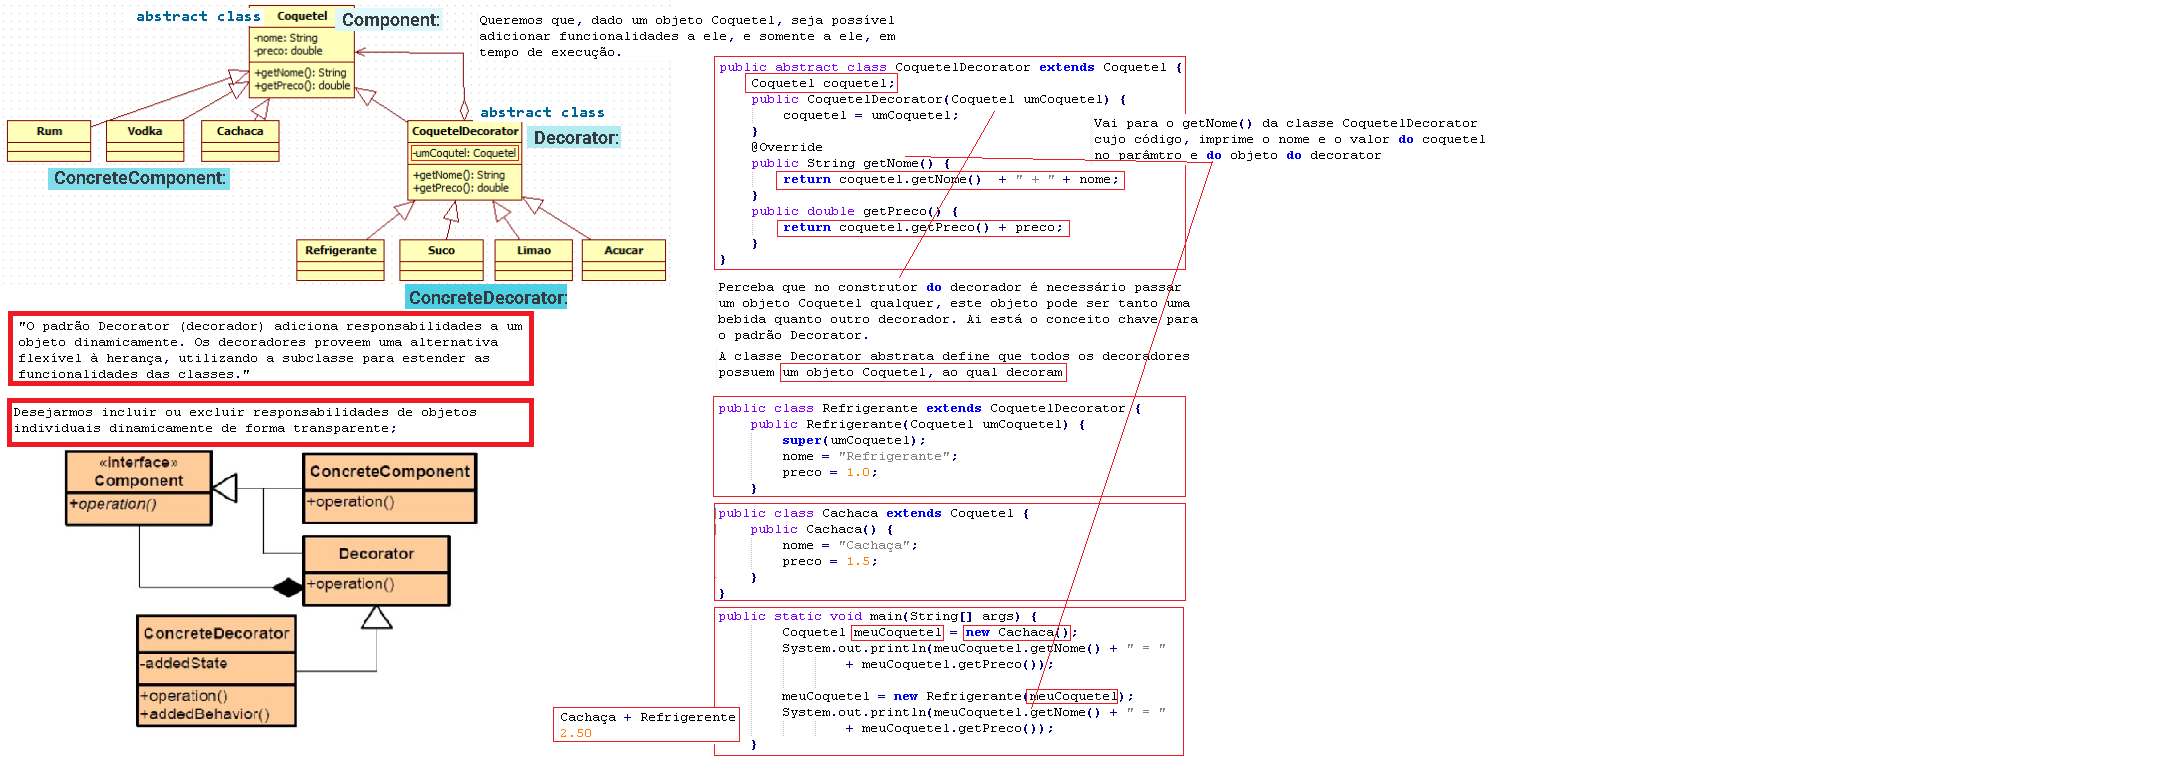 abstract class
Coquetel
Component:
-nome: String
-preco: double
+getNome(): String
+getPreco(): double
Rum
Vodka
Cachaca
ConcreteComponent:
abstract class
CoquetelDecorator
Decorator:
-umCoqutel: Coquetel
+getNome(): String
+getPreco(): double
Refrigerante
Suco
Limao
Acucar
ConcreteDecorator:
"O padrão Decorator (decorador) adiciona responsabilidades a um
objeto dinamicamente. Os decoradores proveem uma alternativa
flexível à herança, utilizando a subclasse para estender as
funcionalidades das classes."
Desejarmos incluir ou excluir responsabilidades de objetos
individuais dinamicamente de forma transparente;
«interface»
Component
+operation()
ConcreteComponent
+operation()
Decorator
+operation()
ConcreteDecorator
-addedState
+operation()
+addedBehavior()
Queremos que, dado um objeto Coquetel, seja possível
adicionar funcionalidades a ele, e somente a ele, em
tempo de execução.
public abstract class CoquetelDecorator extends Coquetel {
Coquetel coquetel;
public CoquetelDecorator(Coquetel umCoquetel) {
coquetel = umCoquetel;
}
@Override
public String getNome() {
return coquetel.getNome() + " + " + nome;
}
public double getPreco() {
return coquetel.getPreco() + preco;
}
}
Vai para o getNome() da classe CoquetelDecorator
cujo código, imprime o nome e o valor do coquetel
no parâmtro e do objeto do decorator
Perceba que no construtor do decorador é necessário passar
um objeto Coquetel qualquer, este objeto pode ser tanto uma
bebida quanto outro decorador. Ai está o conceito chave para
o padrão Decorator.
A classe Decorator abstrata define que todos os decoradores
possuem um objeto Coquetel, ao qual decoram
public class Refrigerante extends CoquetelDecorator {
public Refrigerante(Coquetel umCoquetel) {
super(umCoquetel);
nome = "Refrigerante";
preco = 1.0;
}
public class Cachaca extends Coquetel {
public Cachaca() {
nome = "Cachaça";
preco = 1.5;
}
}
public static void main(String[] args) {
Coquetel meuCoquetel = new Cachaca();
System.out.println(meuCoquetel.getNome() + " = "
+ meuCoquetel.getPreco());
meuCoquetel = new Refrigerante(meuCoquetel);
System.out.println(meuCoquetel.getNome() + " = "
+ meuCoquetel.getPreco());
}
Cachaça + Refrigerente
2.50